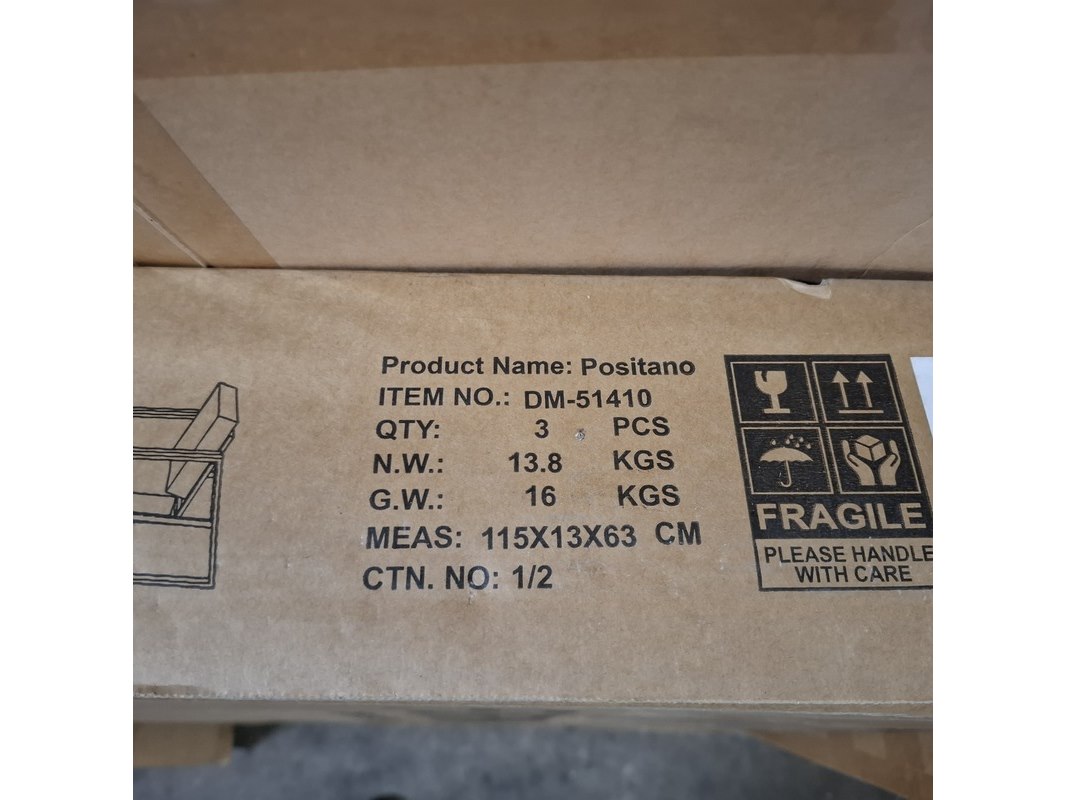 Product Name: Positano
ITEM NO.: DM-51410
QTY: 3 PCS
N.W.: 13.8 KGS
G.W.: 16 KGS
MEAS: 115X13X63 CM
CTN. NO: 1/2
FRAGILE
PLEASE HANDLE
WITH CARE